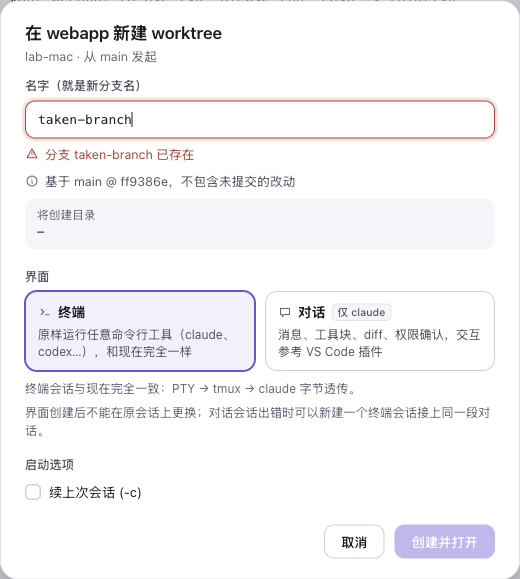 在 webapp 新建 worktree
lab-mac · 从 main 发起
名字（就是新分支名）
taken-branch
分支 taken-branch 已存在
基于 main @ ff9386e，不包含未提交的改动
将创建目录
—
界面
终端
原样运行任意命令行工具（claude、
codex…），和现在完全一样
对话 仅 claude
消息、工具块、diff、权限确认，交互
参考 VS Code 插件
终端会话与现在完全一致：PTY → tmux → claude 字节透传。
界面创建后不能在原会话上更换；对话会话出错时可以新建一个终端会话接上同一段对
话。
启动选项
续上次会话 (-c)
取消
创建并打开